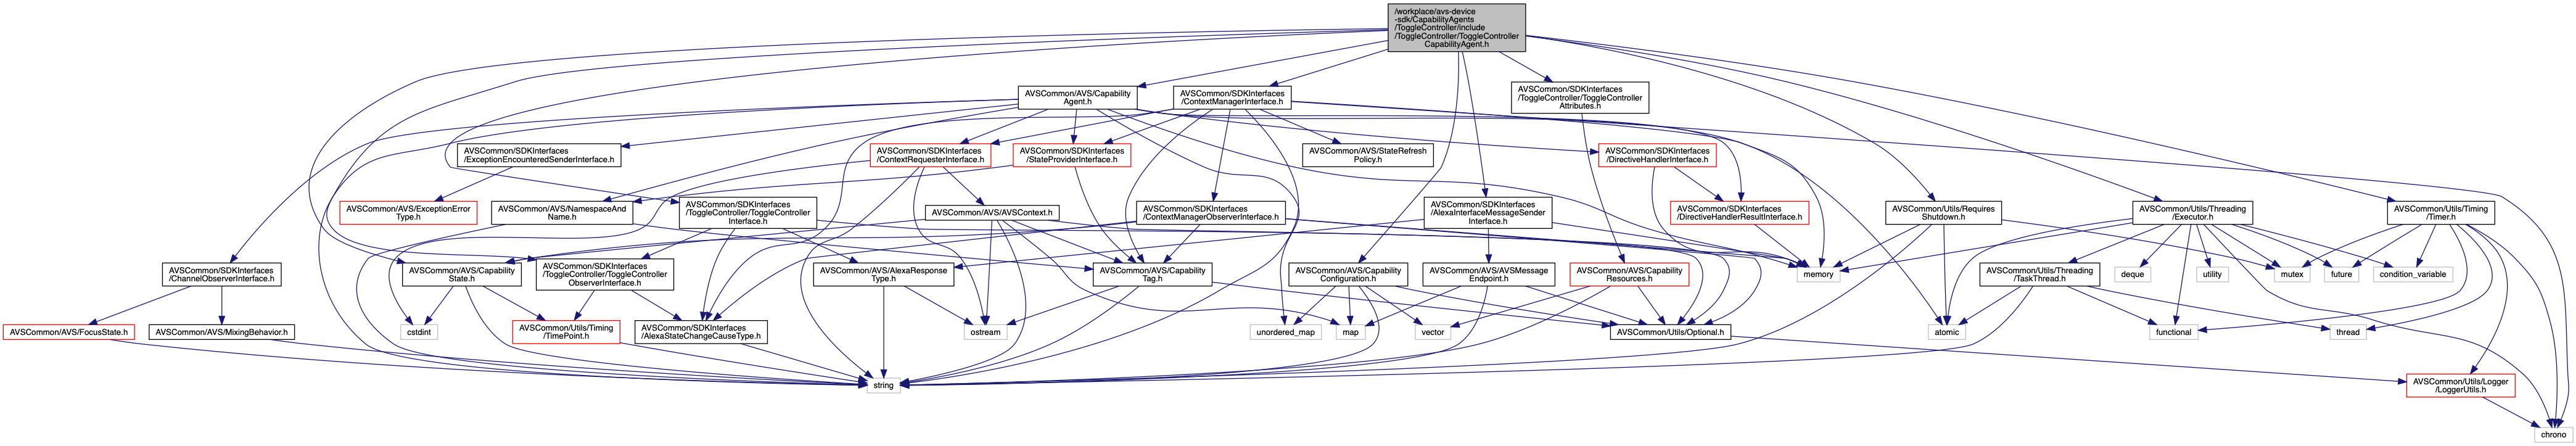 /workplace/avs-device
-sdk/CapabilityAgents
/ToggleController/include
/ToggleController/ToggleController
CapabilityAgent.h
AVSCommon/AVS/Capability
Agent.h
AVSCommon/SDKInterfaces
/ContextManagerInterface.h
AVSCommon/SDKInterfaces
/ToggleController/ToggleController
Attributes.h
AVSCommon/SDKInterfaces
/ExceptionEncounteredSenderInterface.h
AVSCommon/SDKInterfaces
/ContextRequesterInterface.h
AVSCommon/SDKInterfaces
/StateProviderInterface.h
AVSCommon/AVS/StateRefresh
Policy.h
AVSCommon/SDKInterfaces
/DirectiveHandlerInterface.h
AVSCommon/AVS/ExceptionError
Type.h
AVSCommon/AVS/NamespaceAnd
Name.h
AVSCommon/SDKInterfaces
/ToggleController/ToggleController
Interface.h
AVSCommon/AVS/AVSContext.h
AVSCommon/SDKInterfaces
/ContextManagerObserverInterface.h
AVSCommon/SDKInterfaces
/AlexaInterfaceMessageSender
Interface.h
AVSCommon/SDKInterfaces
/DirectiveHandlerResultInterface.h
AVSCommon/Utils/Requires
Shutdown.h
AVSCommon/Utils/Threading
/Executor.h
AVSCommon/Utils/Timing
/Timer.h
AVSCommon/SDKInterfaces
/ChannelObserverInterface.h
AVSCommon/AVS/Capability
State.h
AVSCommon/SDKInterfaces
/ToggleController/ToggleController
ObserverInterface.h
AVSCommon/AVS/AlexaResponse
Type.h
AVSCommon/AVS/Capability
Tag.h
AVSCommon/AVS/Capability
Configuration.h
AVSCommon/AVS/AVSMessage
Endpoint.h
AVSCommon/AVS/Capability
Resources.h
memory
AVSCommon/Utils/Threading
/TaskThread.h
deque
utility
mutex
future
condition_variable
AVSCommon/AVS/FocusState.h
AVSCommon/AVS/MixingBehavior.h
cstdint
AVSCommon/Utils/Timing
/TimePoint.h
AVSCommon/SDKInterfaces
/AlexaStateChangeCauseType.h
ostream
unordered_map
map
vector
AVSCommon/Utils/Optional.h
atomic
functional
thread
string
AVSCommon/Utils/Logger
/LoggerUtils.h
chrono